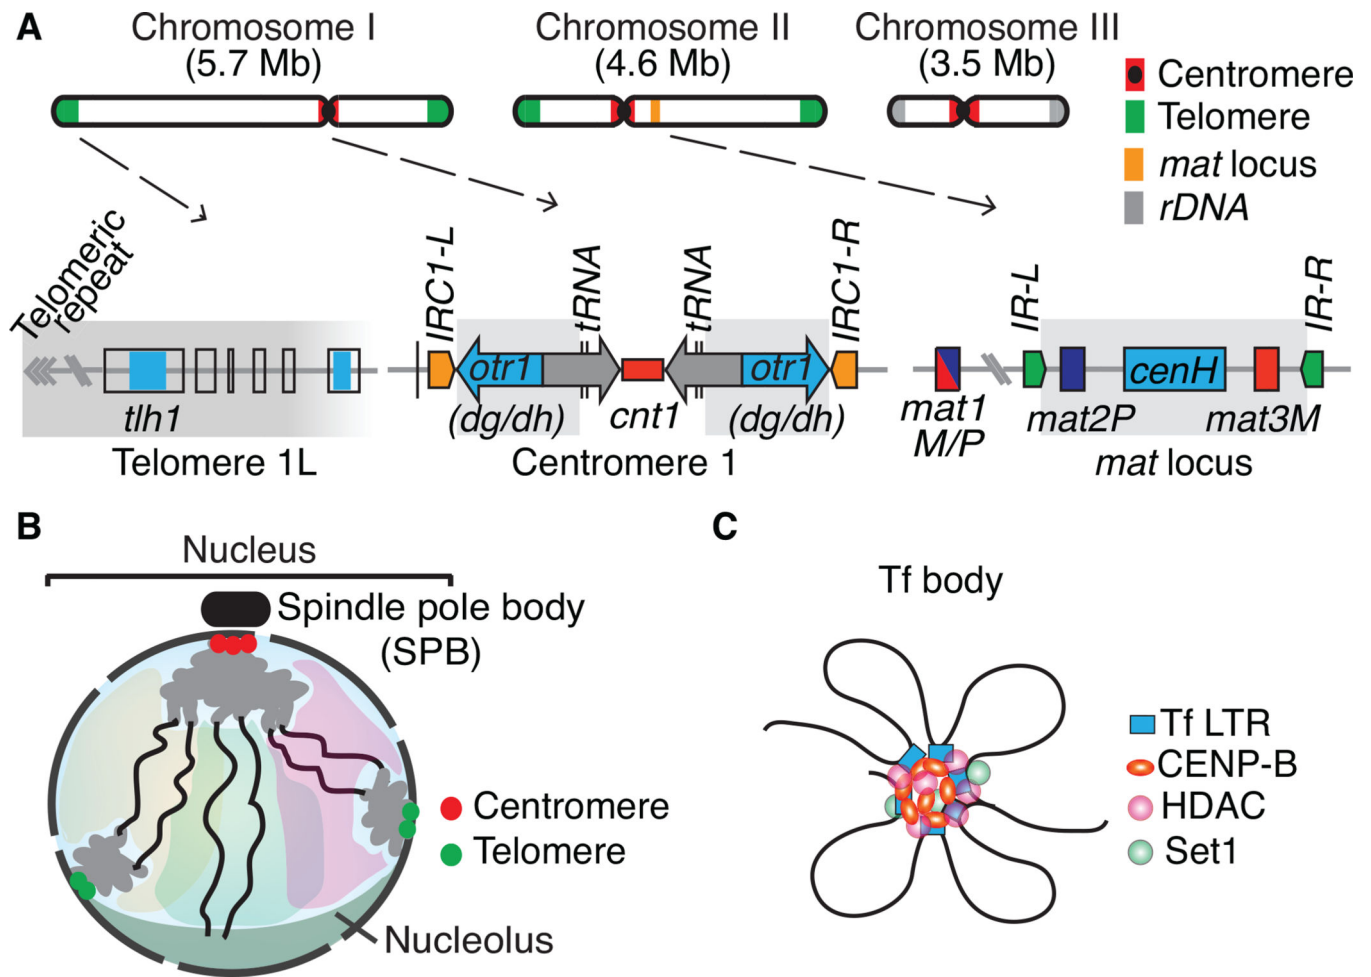 A
Chromosome I
(5.7 Mb)
Chromosome II
(4.6 Mb)
Chromosome III
(3.5 Mb)
Centromere
Telomere
mat locus
rDNA
Telomeric
repeat
tlh1
Telomere 1L
IRC1-L
tRNA
tRNA
IRC1-R
otr1
otr1
(dg/dh)
cnt1
(dg/dh)
Centromere 1
IR-L
IR-R
cenH
mat1
M/P
mat2P
mat3M
mat locus
B
Nucleus
Spindle pole body
(SPB)
Centromere
Telomere
Nucleolus
C
Tf body
Tf LTR
CENP-B
HDAC
Set1